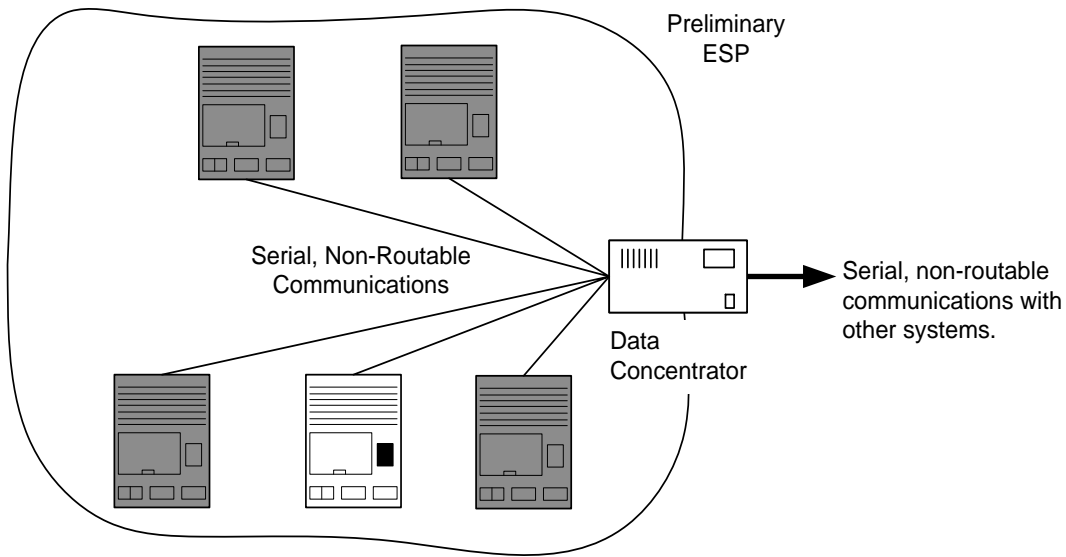 Preliminary
ESP
Serial, Non-Routable
Communications
Serial, non-routable
communications with
other systems.
Data
Concentrator